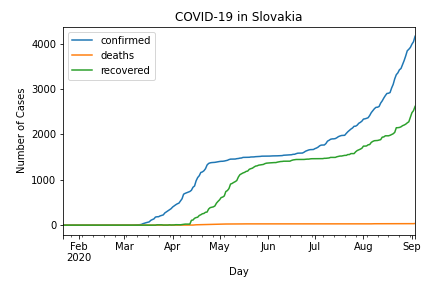 COVID-19 in Slovakia
confirmed
deaths
recovered
Number of Cases
4000
3000
2000
1000
0
Feb Mar Apr May Jun Jul Aug Sep
2020
Day